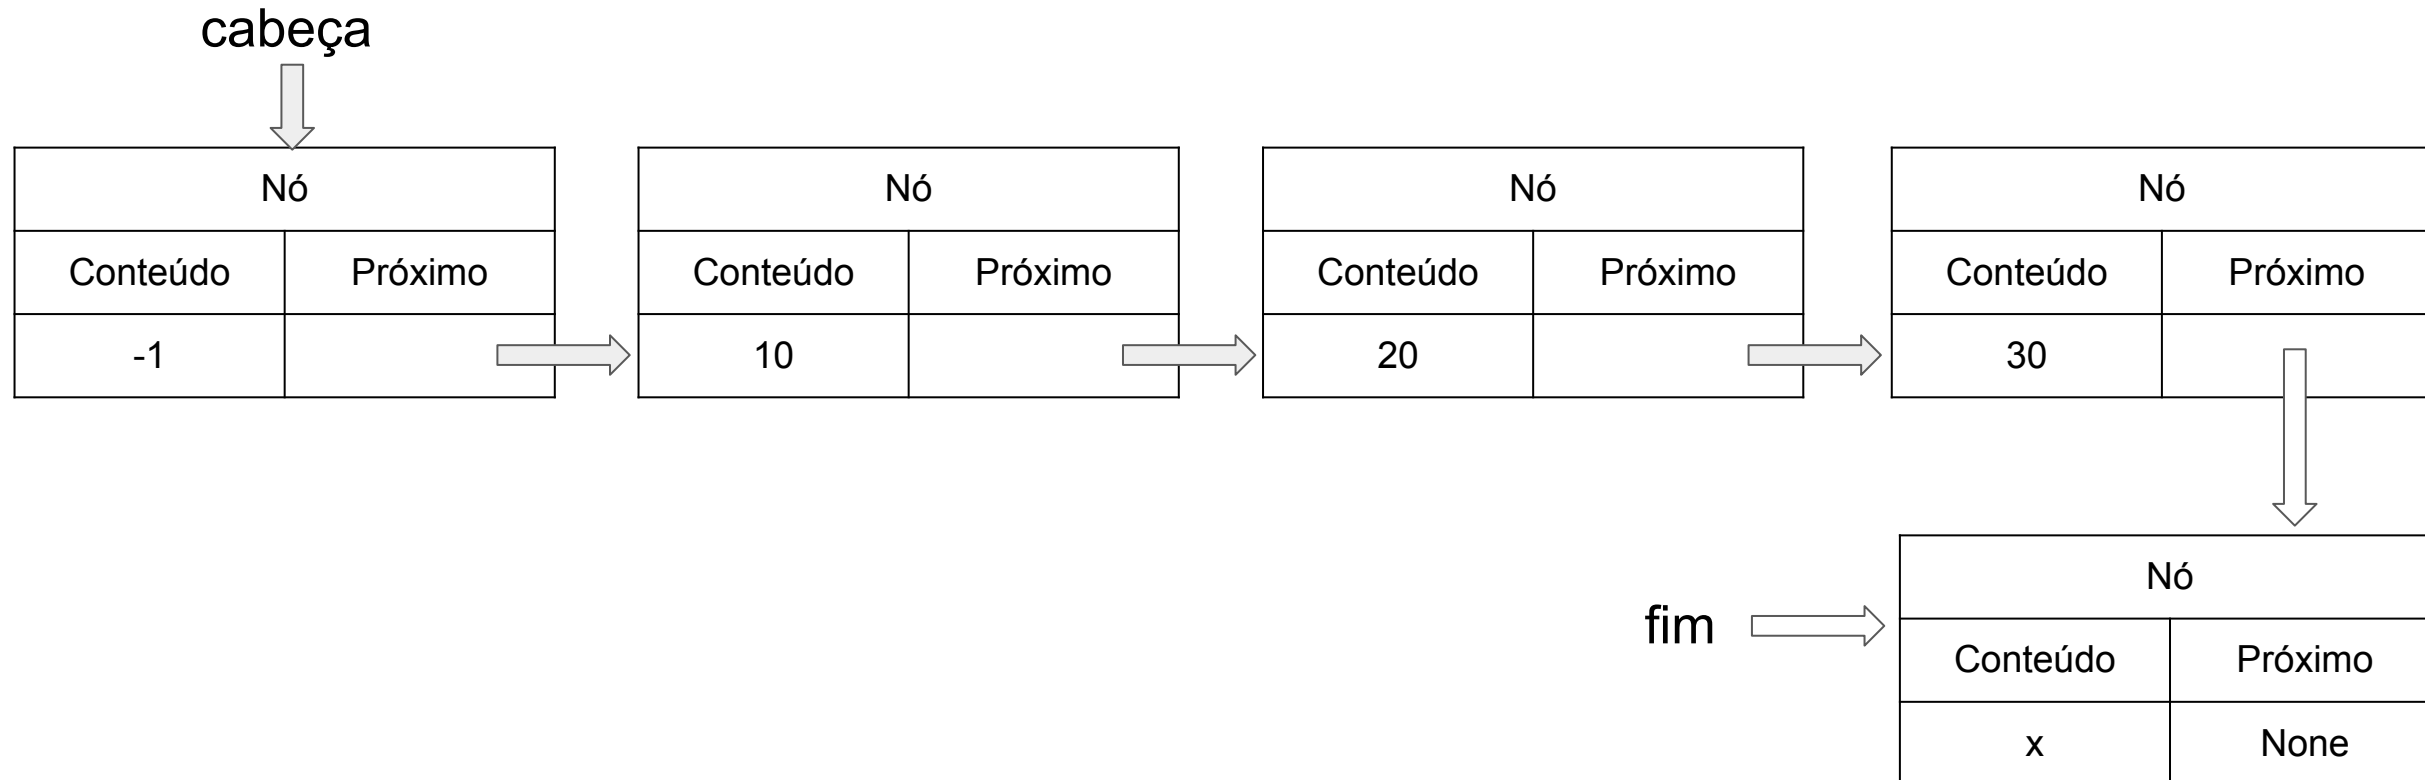 cabeça
Nó Nó Nó Nó
Conteúdo Próximo Conteúdo Próximo Conteúdo Próximo Conteúdo Próximo
-1 10 20 30
Nó
fim
Conteúdo Próximo
x None